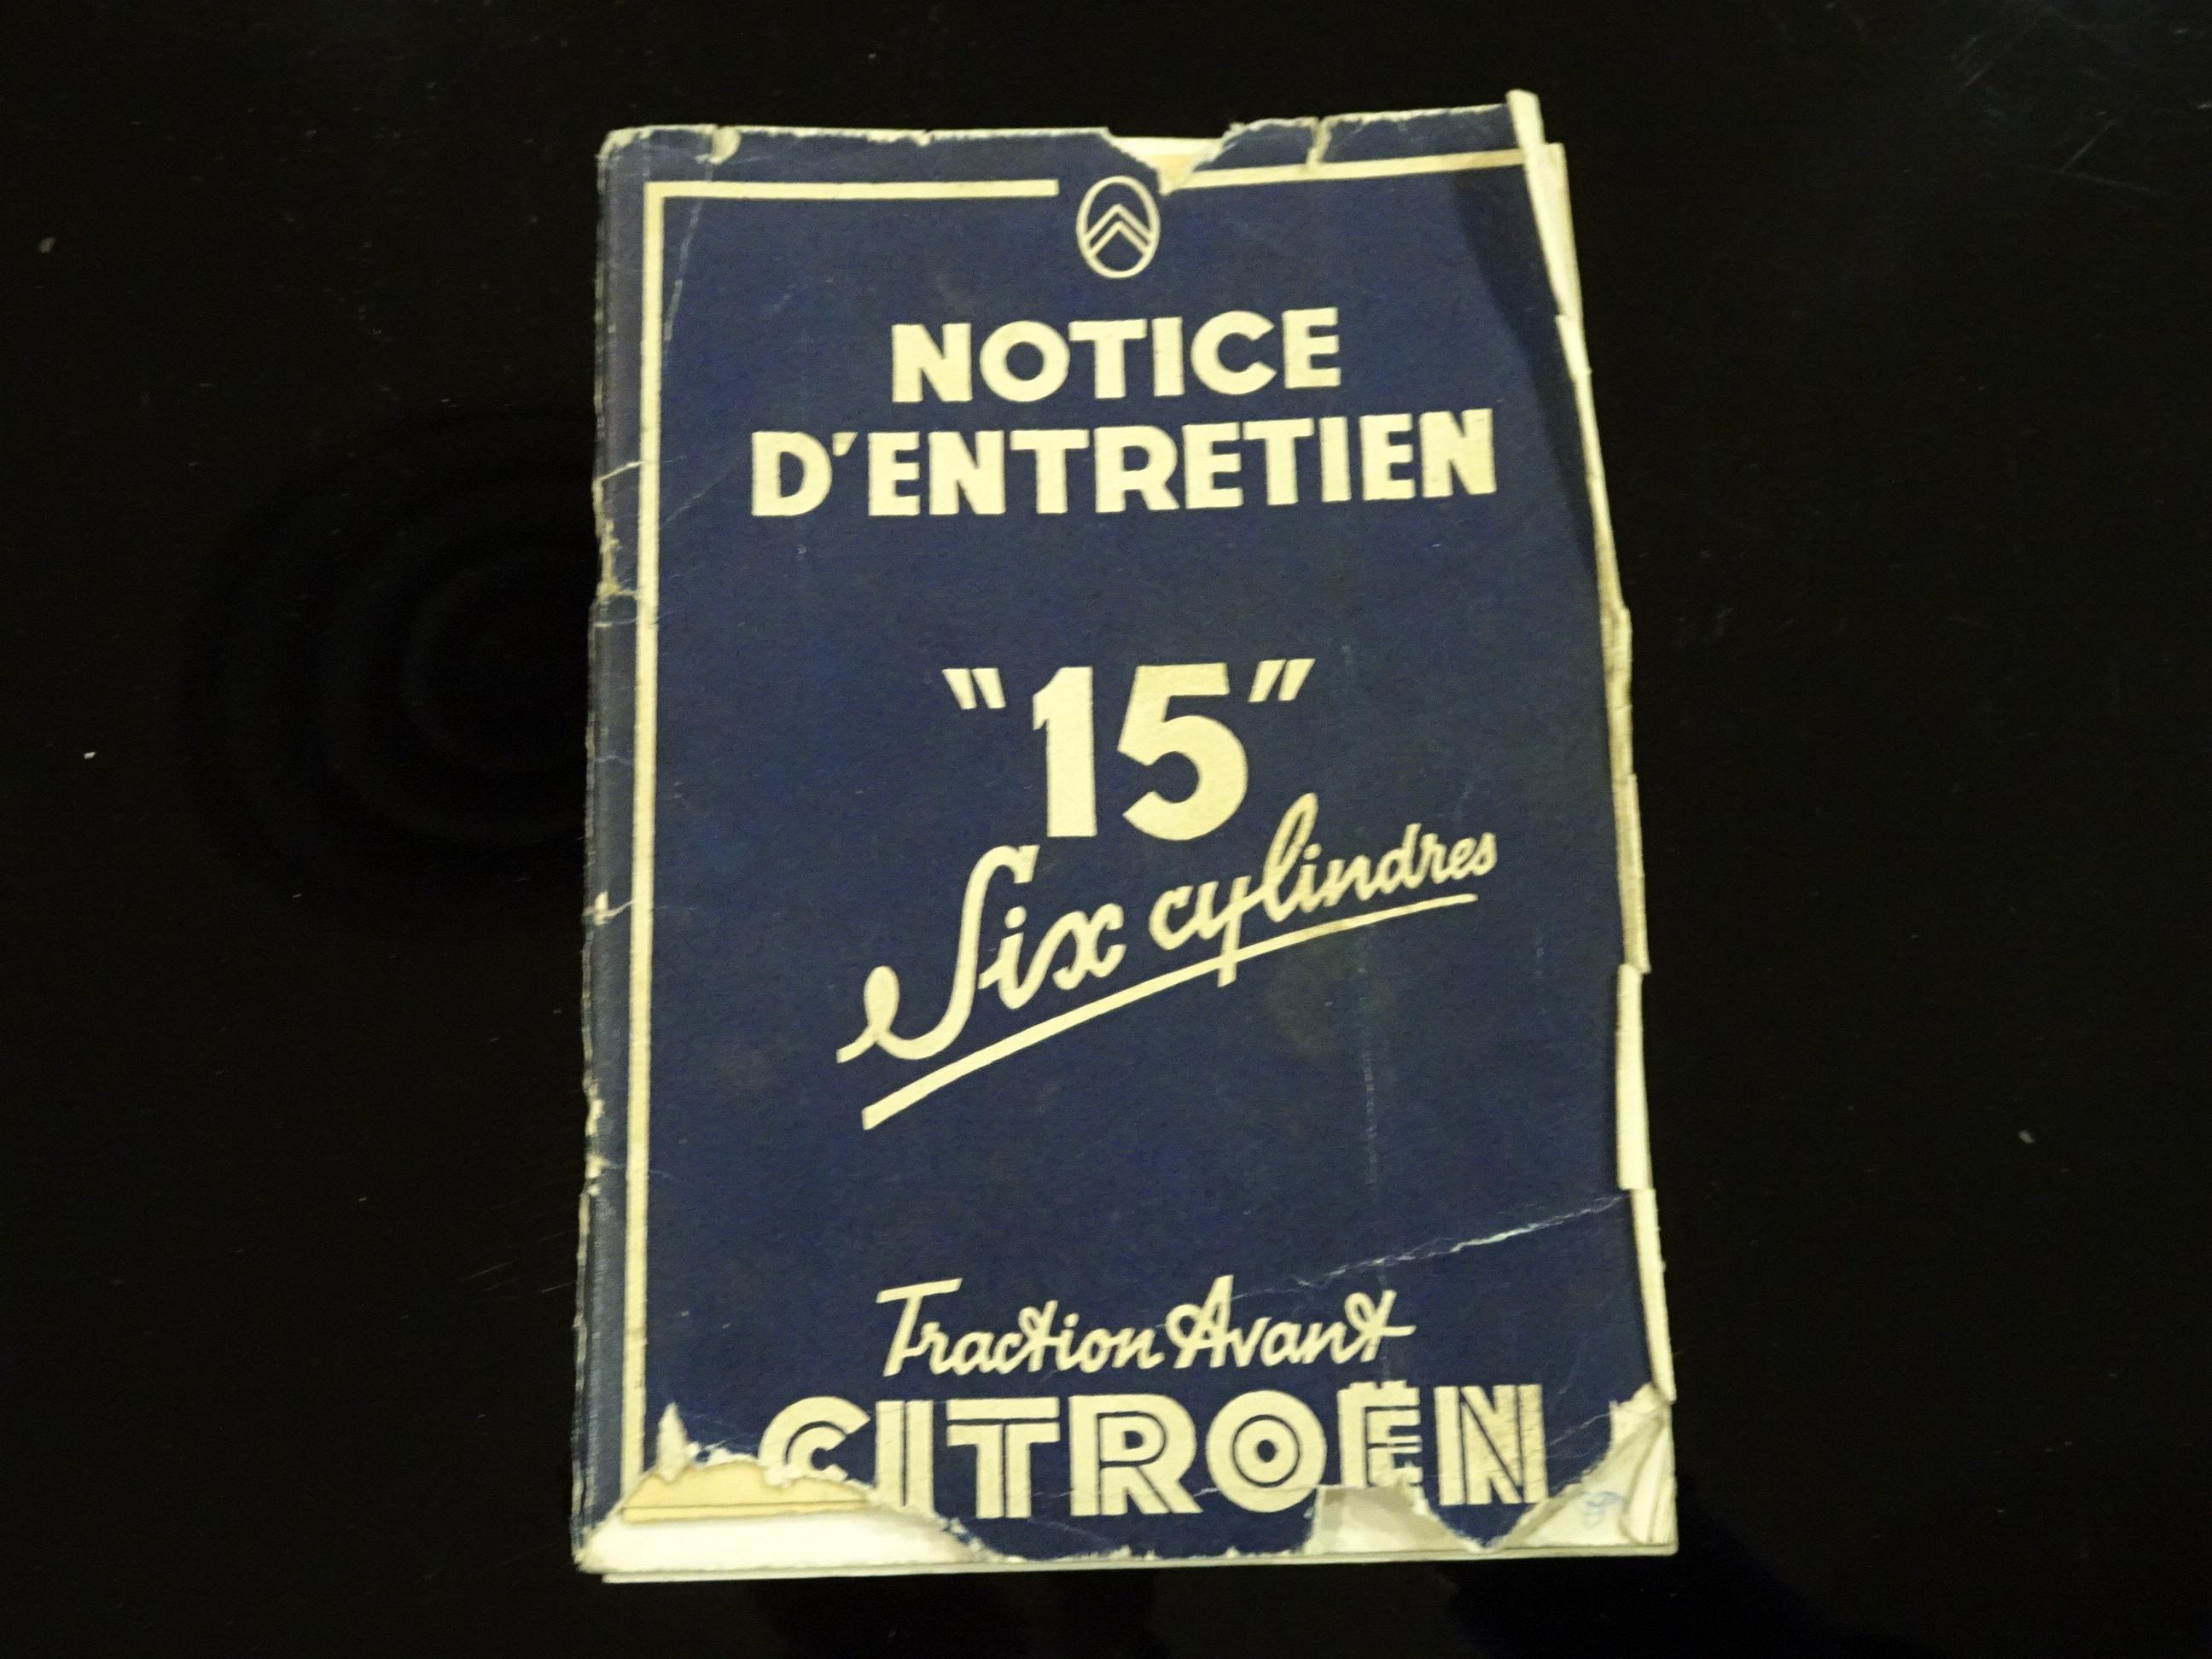 NOTICE
D'ENTRETIEN
"15"
Six cylindres
Traction Avant
CITROËN